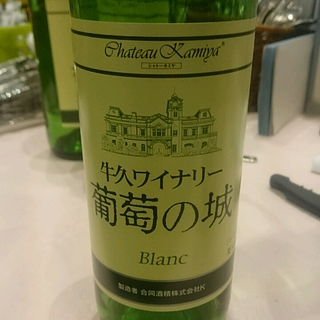 Chateau Kamiya®
シャトーカミヤ
牛久ワイナリー
葡萄の城
Blanc
製造者 合同酒精株式会社K